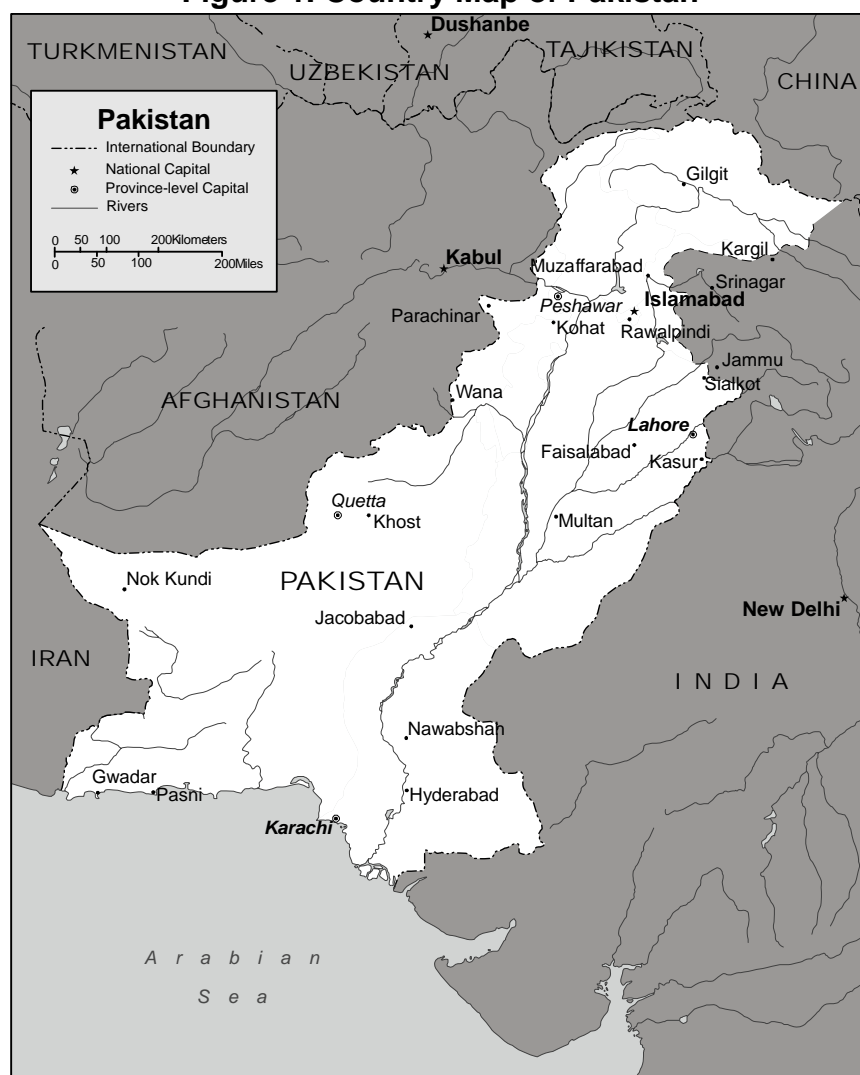 Figure 1. Country Map of Pakistan
Dushanbe
TURKMENISTAN
UZBEKISTAN
TAJIKISTAN
CHINA
Pakistan
International Boundary
National Capital
Province-level Capital
Rivers
0 50 100 200Kilometers
0 50 100 200Miles
Gilgit
Kargil
Kabul
Muzaffarabad
Srinagar
Islamabad
Peshawar
Parachinar
Kohat
Rawalpindi
Jammu
Sialkot
Wana
AFGHANISTAN
Lahore
Faisalabad
Kasur
Quetta
Khost
Multan
Nok Kundi
PAKISTAN
New Delhi
Jacobabad
IRAN
INDIA
Nawabshah
Gwadar
Pasni
Hyderabad
Karachi
Arabian
Sea